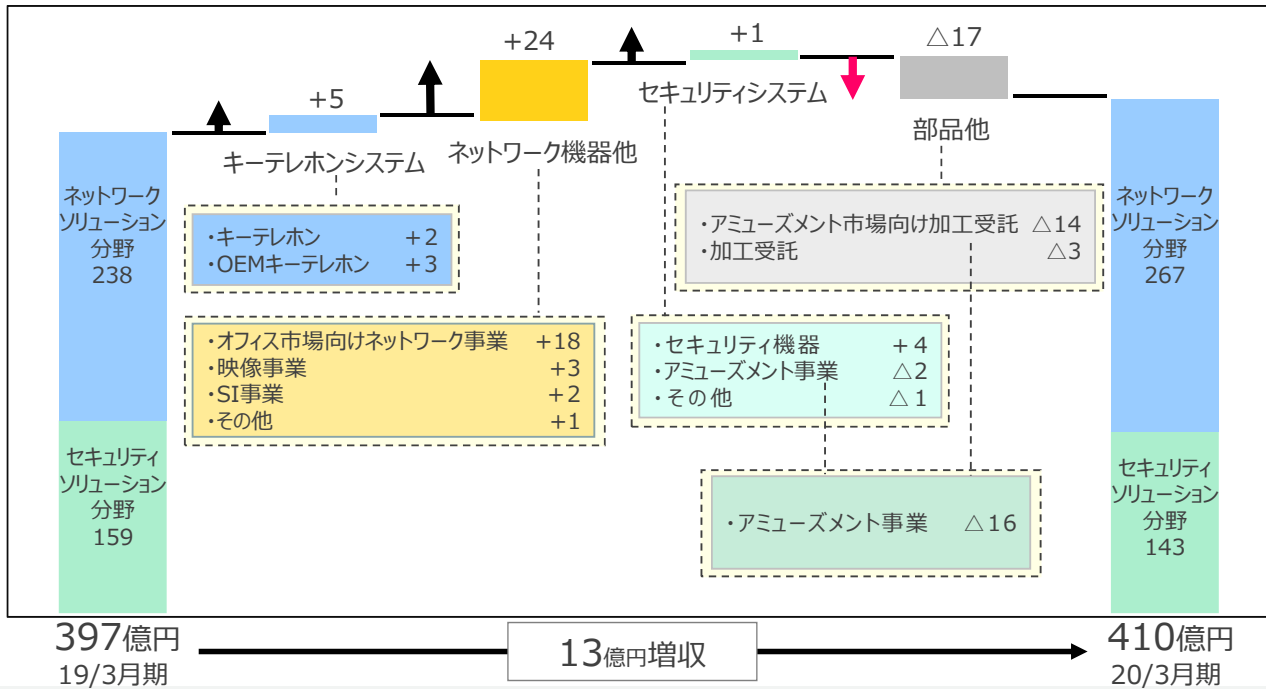 +5
+24
+1
△17
キーテレホンシステム
ネットワーク機器他
セキュリティシステム
部品他
ネットワーク
ソリューション
分野
238
セキュリティ
ソリューション
分野
159
・キーテレホン +2
・OEMキーテレホン +3
・オフィス市場向けネットワーク事業 +18
・映像事業 +3
・SI事業 +2
・その他 +1
・アミューズメント市場向け加工受託 △14
・加工受託 △3
・セキュリティ機器 +4
・アミューズメント事業 △2
・その他 △1
・アミューズメント事業 △16
ネットワーク
ソリューション
分野
267
セキュリティ
ソリューション
分野
143
397億円
19/3月期
13億円増収
410億円
20/3月期